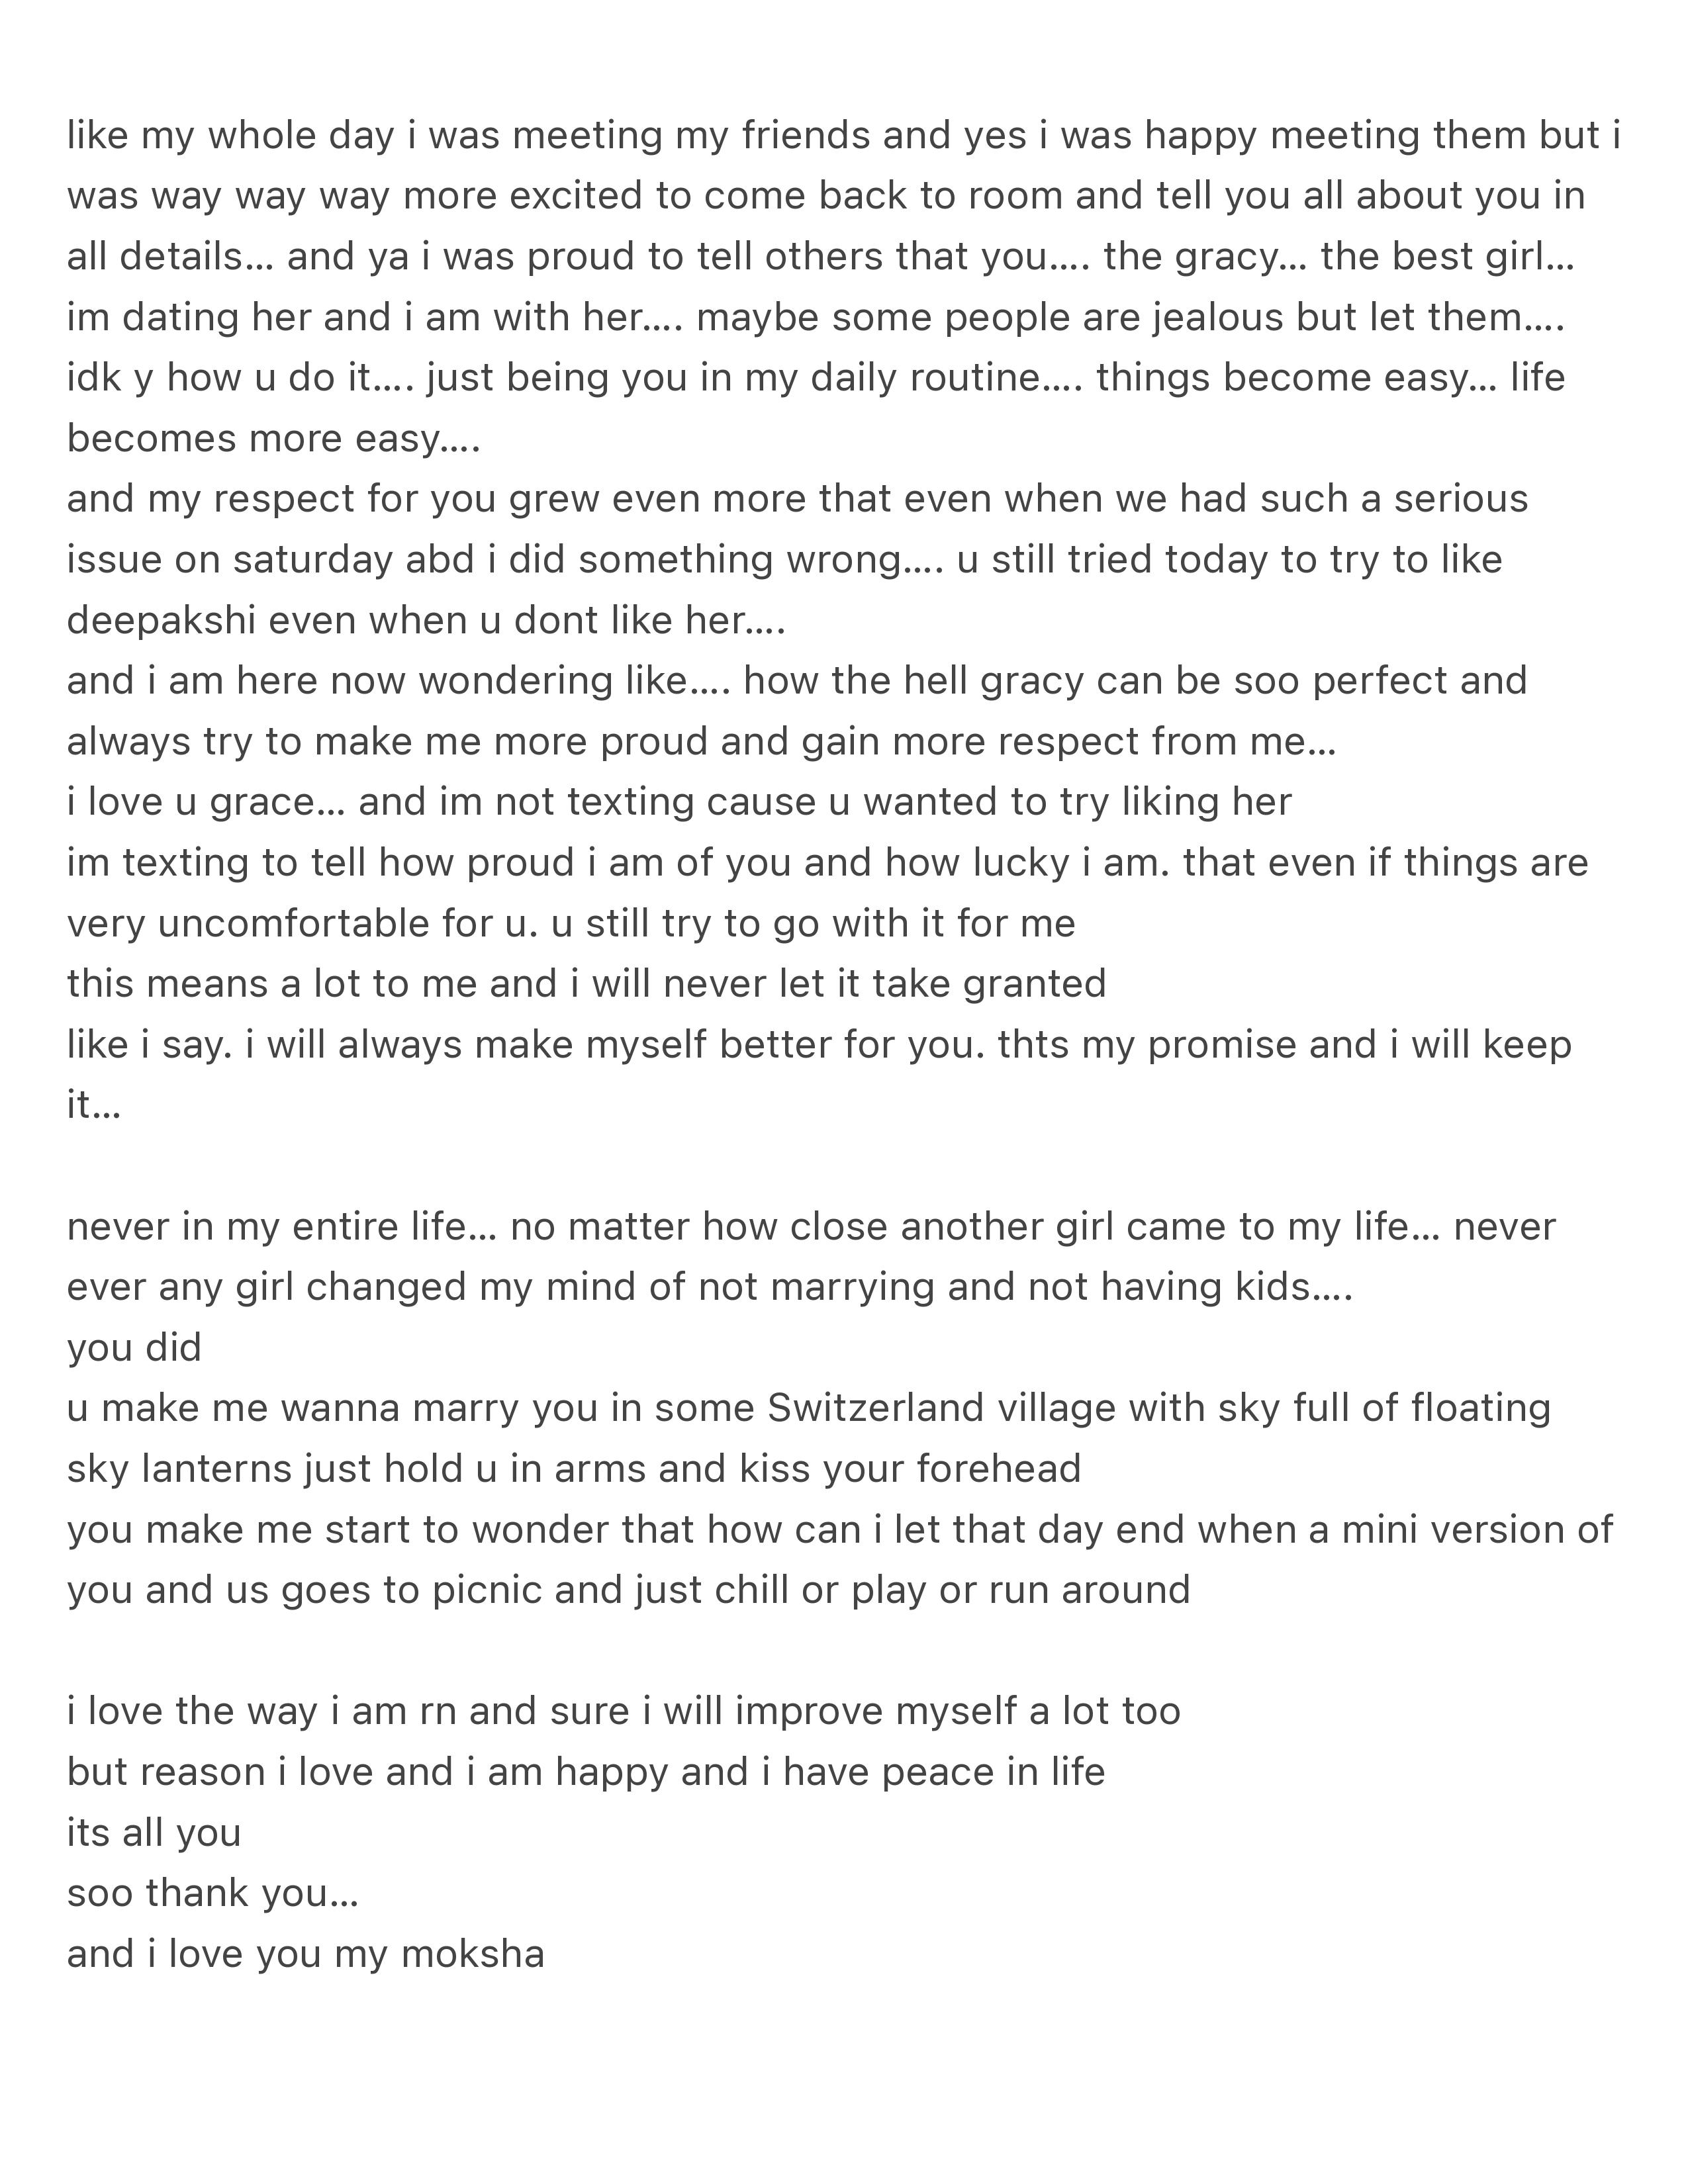 like my whole day i was meeting my friends and yes i was happy meeting them but i
was way way way more excited to come back to room and tell you all about you in
all details... and ya i was proud to tell others that you.... the gracy... the best girl...
im dating her and i am with her.... maybe some people are jealous but let them....
idk y how u do it.... just being you in my daily routine.... things become easy... life
becomes more easy....
and my respect for you grew even more that even when we had such a serious
issue on saturday abd i did something wrong.... u still tried today to try to like
deepakshi even when u dont like her....
and i am here now wondering like.... how the hell gracy can be soo perfect and
always try to make me more proud and gain more respect from me...
i love u grace... and im not texting cause u wanted to try liking her
im texting to tell how proud i am of you and how lucky i am. that even if things are
very uncomfortable for u. u still try to go with it for me
this means a lot to me and i will never let it take granted
like i say. i will always make myself better for you. thts my promise and i will keep
it...

never in my entire life... no matter how close another girl came to my life... never
ever any girl changed my mind of not marrying and not having kids....
you did
u make me wanna marry you in some Switzerland village with sky full of floating
sky lanterns just hold u in arms and kiss your forehead
you make me start to wonder that how can i let that day end when a mini version of
you and us goes to picnic and just chill or play or run around

i love the way i am rn and sure i will improve myself a lot too
but reason i love and i am happy and i have peace in life
its all you
soo thank you...
and i love you my moksha